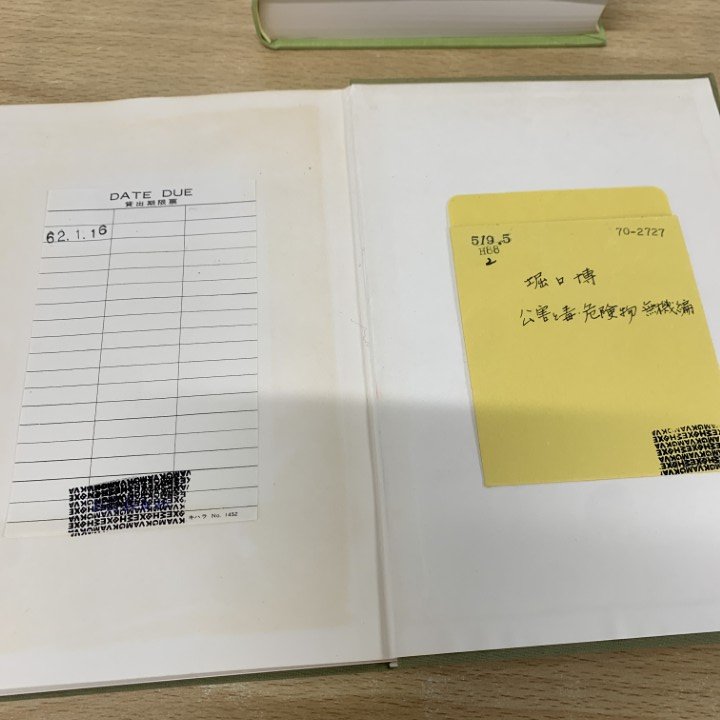 DATE DUE
貸出期限票
62.1.16
キハラ No. 1452
519.5
H88
2
70-2727
堀口博
公害と毒・危険物 無機編